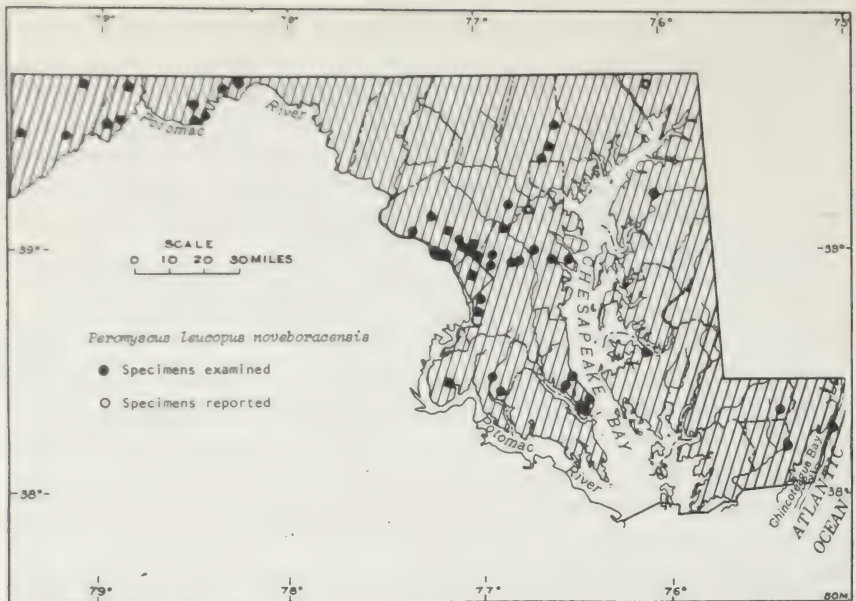 79° 78° 77° 76° 75
Potomac
River
39° 39°
SCALE
0 10 20 30 MILES
CHESAPEAKE BAY
Peromyscus leucopus noveboracensis
● Specimens examined
○ Specimens reported
Potomac
River
Chincoteague Bay
ATLANTIC
OCEAN
38° 38°
79° 78° 77° 76° 80M.